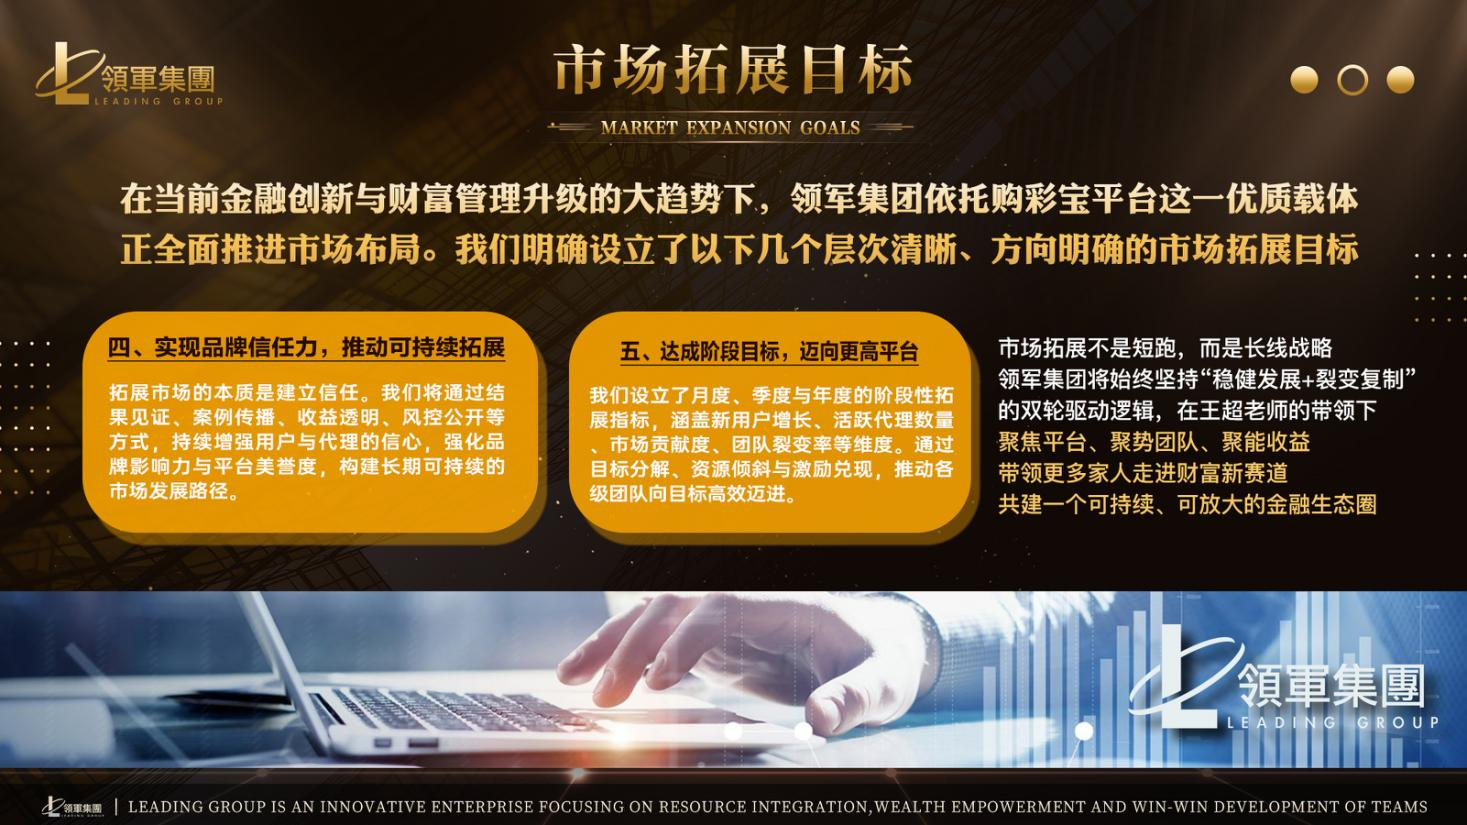 領軍集團
LEADING GROUP
市场拓展目标
MARKET EXPANSION GOALS
在当前金融创新与财富管理升级的大趋势下，领军集团依托购彩宝平台这一优质载体
正全面推进市场布局。我们明确设立了以下几个层次清晰、方向明确的市场拓展目标
四、实现品牌信任力，推动可持续拓展
拓展市场的本质是建立信任。我们将通过结
果见证、案例传播、收益透明、风控公开等
方式，持续增强用户与代理的信心，强化品
牌影响力与平台美誉度，构建长期可持续的
市场发展路径。
五、达成阶段目标，迈向更高平台
我们设立了月度、季度与年度的阶段性拓
展指标，涵盖新用户增长、活跃代理数量
、市场贡献度、团队裂变率等维度。通过
目标分解、资源倾斜与激励兑现，推动各
级团队向目标高效迈进。
市场拓展不是短跑，而是长线战略
领军集团将始终坚持“稳健发展+裂变复制”
的双轮驱动逻辑，在王超老师的带领下
聚焦平台、聚势团队、聚能收益
带领更多家人走进财富新赛道
共建一个可持续、可放大的金融生态圈
領軍集團
LEADING GROUP
領軍集團
LEADING GROUP
LEADING GROUP IS AN INNOVATIVE ENTERPRISE FOCUSING ON RESOURCE INTEGRATION,WEALTH EMPOWERMENT AND WIN-WIN DEVELOPMENT OF TEAMS